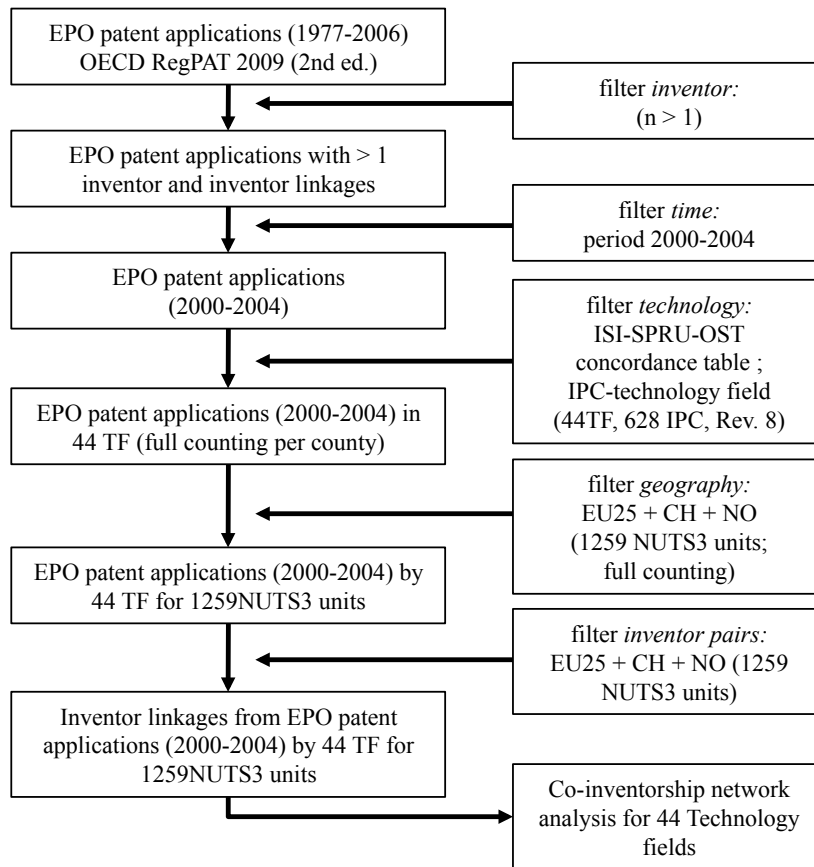 EPO patent applications (1977-2006)
OECD RegPAT 2009 (2nd ed.)
filter inventor:
(n > 1)
EPO patent applications with > 1
inventor and inventor linkages
filter time:
period 2000-2004
EPO patent applications
(2000-2004)
filter technology:
ISI-SPRU-OST
concordance table ;
IPC-technology field
(44TF, 628 IPC, Rev. 8)
EPO patent applications (2000-2004) in
44 TF (full counting per county)
filter geography:
EU25 + CH + NO
(1259 NUTS3 units;
full counting)
EPO patent applications (2000-2004) by
44 TF for 1259NUTS3 units
filter inventor pairs:
EU25 + CH + NO (1259
NUTS3 units)
Inventor linkages from EPO patent
applications (2000-2004) by 44 TF for
1259NUTS3 units
Co-inventorship network
analysis for 44 Technology
fields